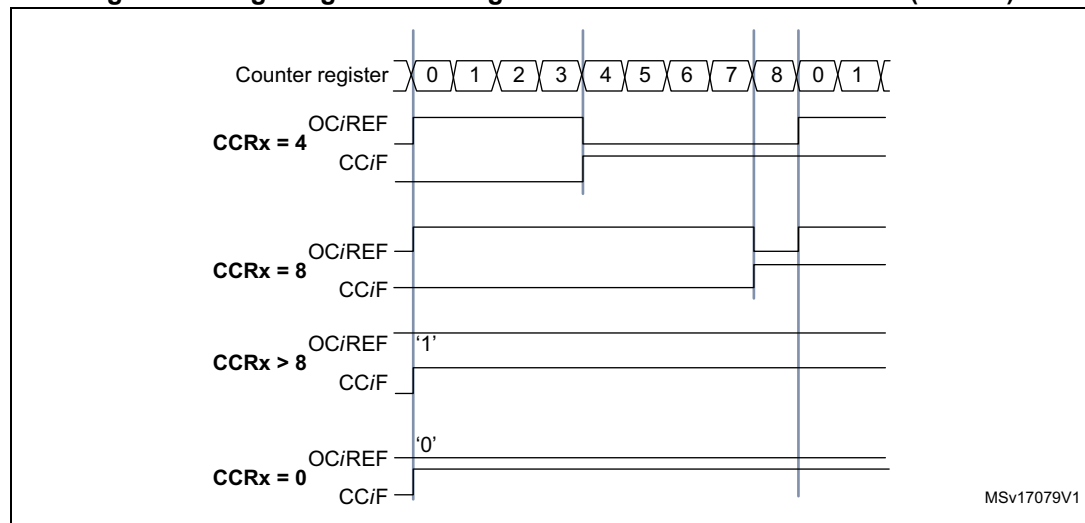 Counter register 0 1 2 3 4 5 6 7 8 0 1
OCiREF
CCRx = 4
CCiF
OCiREF
CCRx = 8
CCiF
OCiREF '1'
CCRx > 8
CCiF
'0'
OCiREF
CCRx = 0
CCiF
MSv17079V1